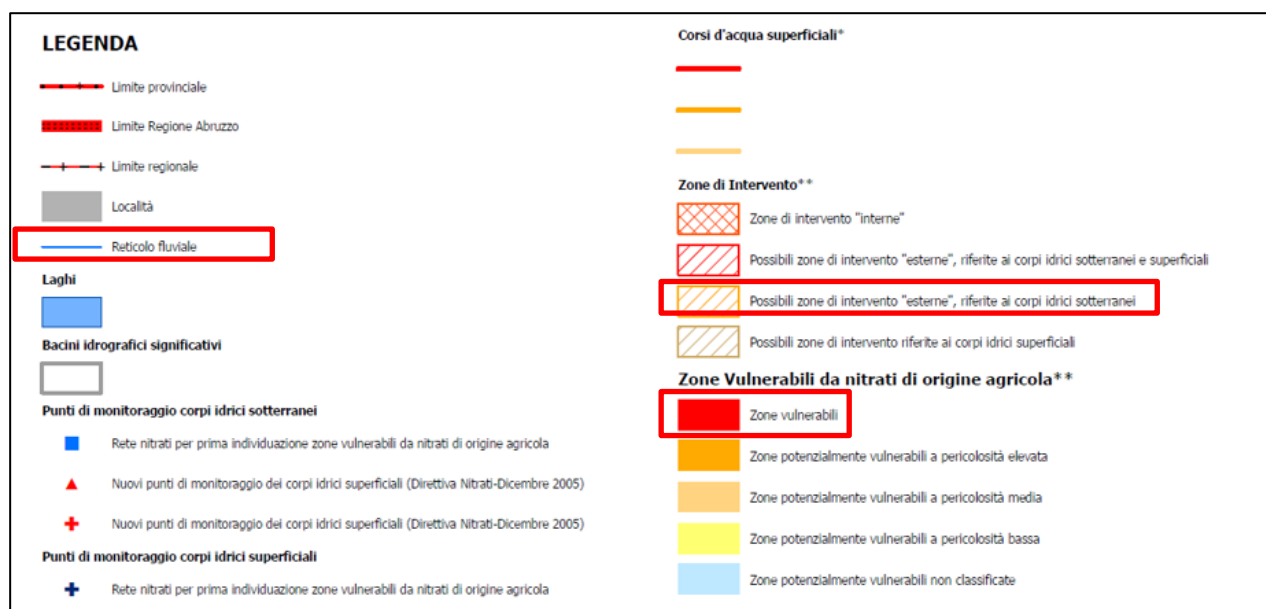 LEGENDA
Limite provinciale
Limite Regione Abruzzo
Limite regionale
Località
Reticolo fluviale
Laghi
Bacini idrografici significativi
Punti di monitoraggio corpi idrici sotterranei
Rete nitrati per prima individuazione zone vulnerabili da nitrati di origine agricola
Nuovi punti di monitoraggio dei corpi idrici superficiali (Direttiva Nitrati-Dicembre 2005)
Nuovi punti di monitoraggio dei corpi idrici superficiali (Direttiva Nitrati-Dicembre 2005)
Punti di monitoraggio corpi idrici superficiali
Rete nitrati per prima individuazione zone vulnerabili da nitrati di origine agricola
Corsi d'acqua superficiali*
Zone di Intervento**
Zone di intervento "interne"
Possibili zone di intervento "esterne", riferite ai corpi idrici sotterranei e superficiali
Possibili zone di intervento "esterne", riferite ai corpi idrici sotterranei
Possibili zone di intervento riferite ai corpi idrici superficiali
Zone Vulnerabili da nitrati di origine agricola**
Zone vulnerabili
Zone potenzialmente vulnerabili a pericolosità elevata
Zone potenzialmente vulnerabili a pericolosità media
Zone potenzialmente vulnerabili a pericolosità bassa
Zone potenzialmente vulnerabili non classificate